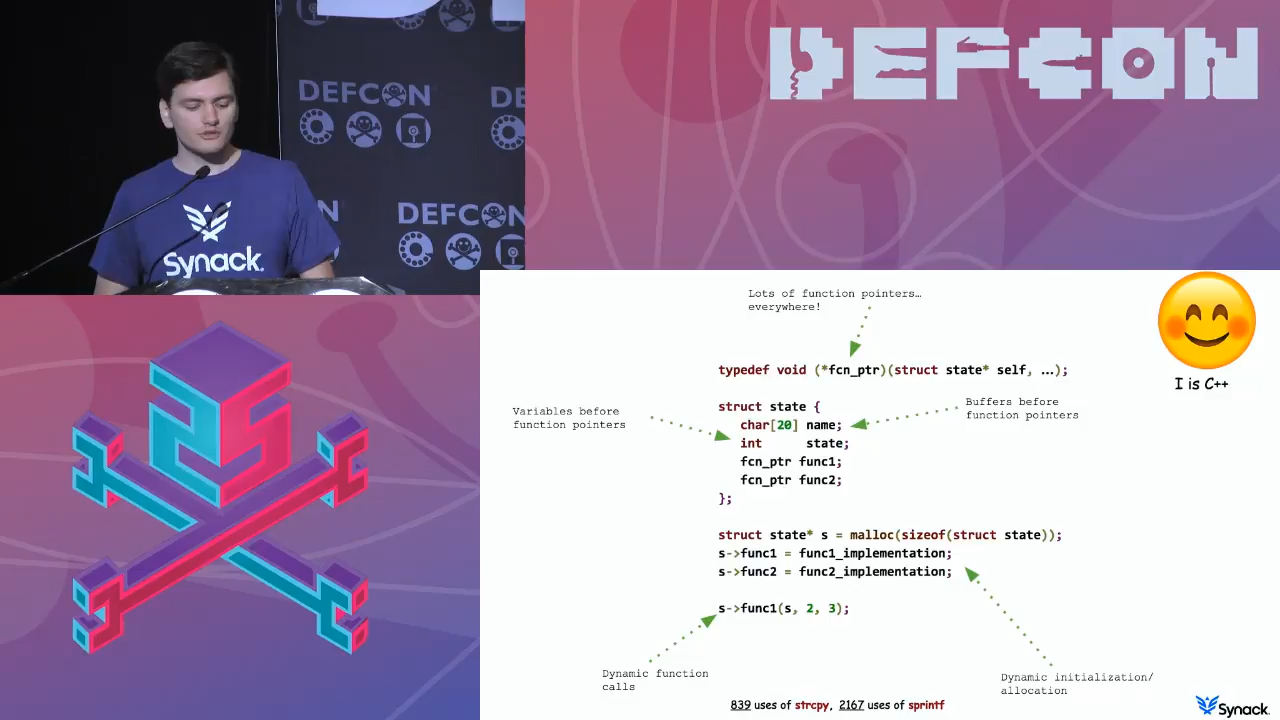 DEFCON
DEFCON
DE
DEFCON
N
Synack.
Lots of function pointers…
everywhere!
I is C++
typedef void (*fcn_ptr)(struct state* self, …);
Variables before
function pointers
Buffers before
function pointers
struct state {
char[20] name;
int state;
fcn_ptr func1;
fcn_ptr func2;
};
struct state* s = malloc(sizeof(struct state));
s->func1 = func1_implementation;
s->func2 = func2_implementation;
s->func1(s, 2, 3);
Dynamic function
calls
Dynamic initialization/
allocation
839 uses of strcpy, 2167 uses of sprintf
Synack.